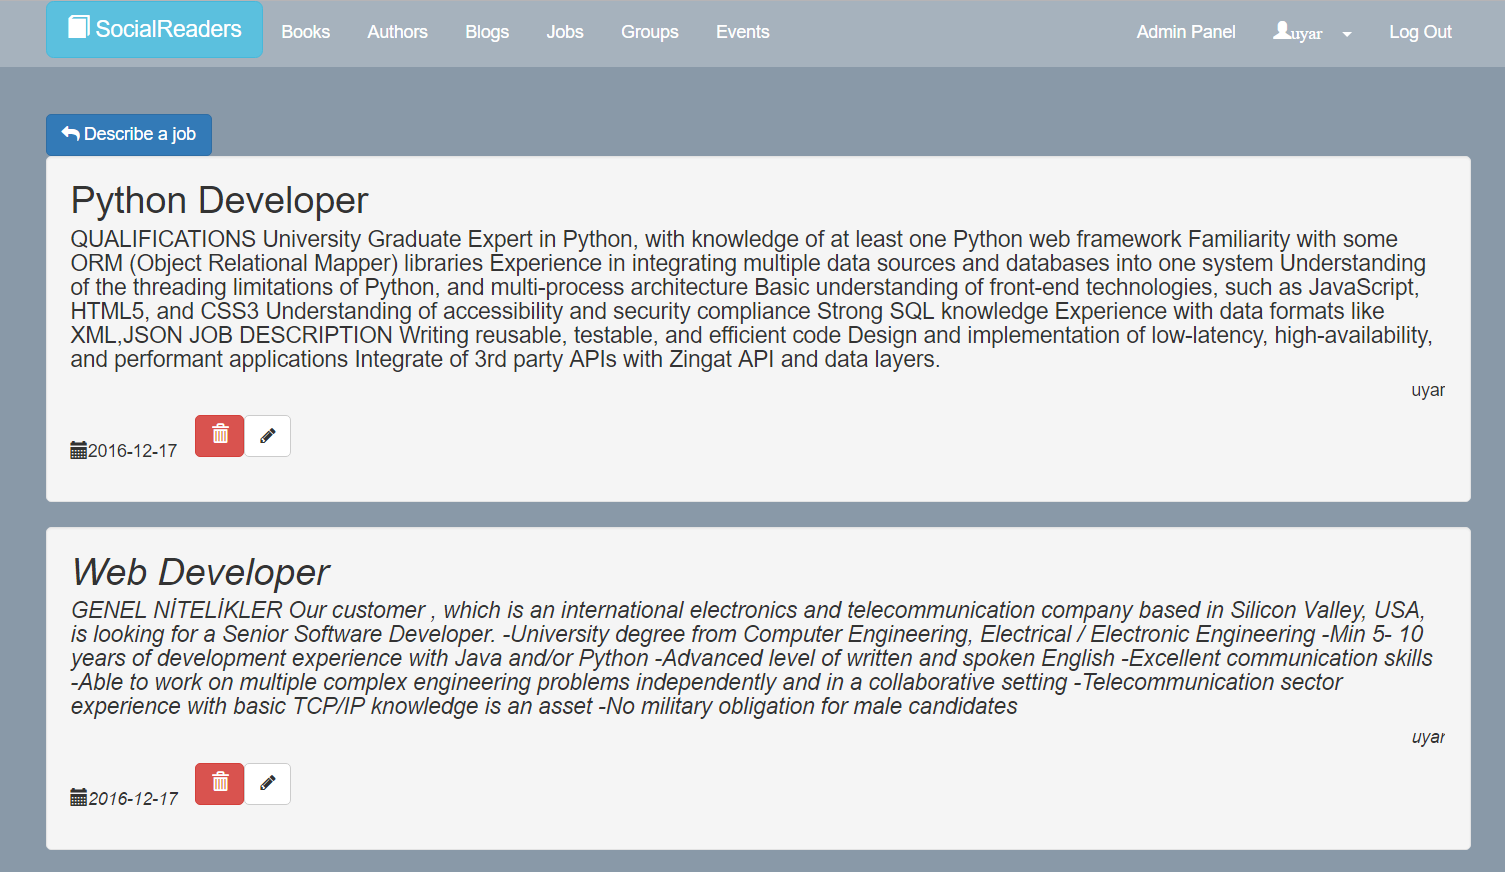 SocialReaders Books Authors Blogs Jobs Groups Events Admin Panel uyar Log Out
Describe a job
Python Developer
QUALIFICATIONS University Graduate Expert in Python, with knowledge of at least one Python web framework Familiarity with some
ORM (Object Relational Mapper) libraries Experience in integrating multiple data sources and databases into one system Understanding
of the threading limitations of Python, and multi-process architecture Basic understanding of front-end technologies, such as JavaScript,
HTML5, and CSS3 Understanding of accessibility and security compliance Strong SQL knowledge Experience with data formats like
XML,JSON JOB DESCRIPTION Writing reusable, testable, and efficient code Design and implementation of low-latency, high-availability,
and performant applications Integrate of 3rd party APIs with Zingat API and data layers.
uyar
2016-12-17
Web Developer
GENEL NİTELİKLER Our customer , which is an international electronics and telecommunication company based in Silicon Valley, USA,
is looking for a Senior Software Developer. -University degree from Computer Engineering, Electrical / Electronic Engineering -Min 5- 10
years of development experience with Java and/or Python -Advanced level of written and spoken English -Excellent communication skills
-Able to work on multiple complex engineering problems independently and in a collaborative setting -Telecommunication sector
experience with basic TCP/IP knowledge is an asset -No military obligation for male candidates
uyar
2016-12-17